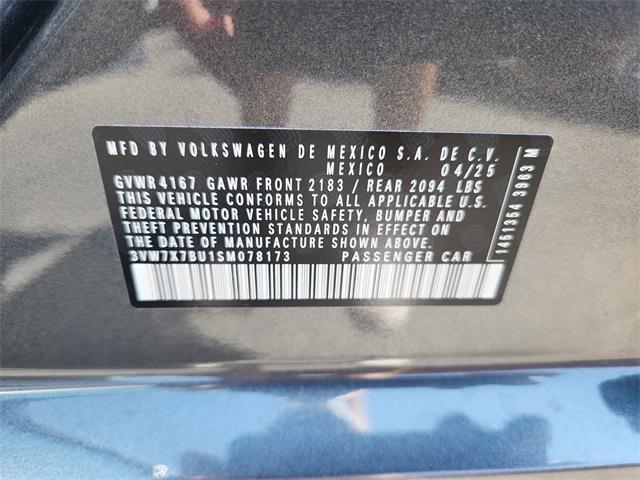 MFD BY VOLKSWAGEN DE MEXICO S.A. DE C.V.
MEXICO 04/25
GVWR4167 GAWR FRONT 2183 / REAR 2094 LBS
THIS VEHICLE CONFORMS TO ALL APPLICABLE U.S.
FEDERAL MOTOR VEHICLE SAFETY, BUMPER AND
THEFT PREVENTION STANDARDS IN EFFECT ON
THE DATE OF MANUFACTURE SHOWN ABOVE.
3VW7X7BU1SM078173 PASSENGER CAR
1461364 3963 M